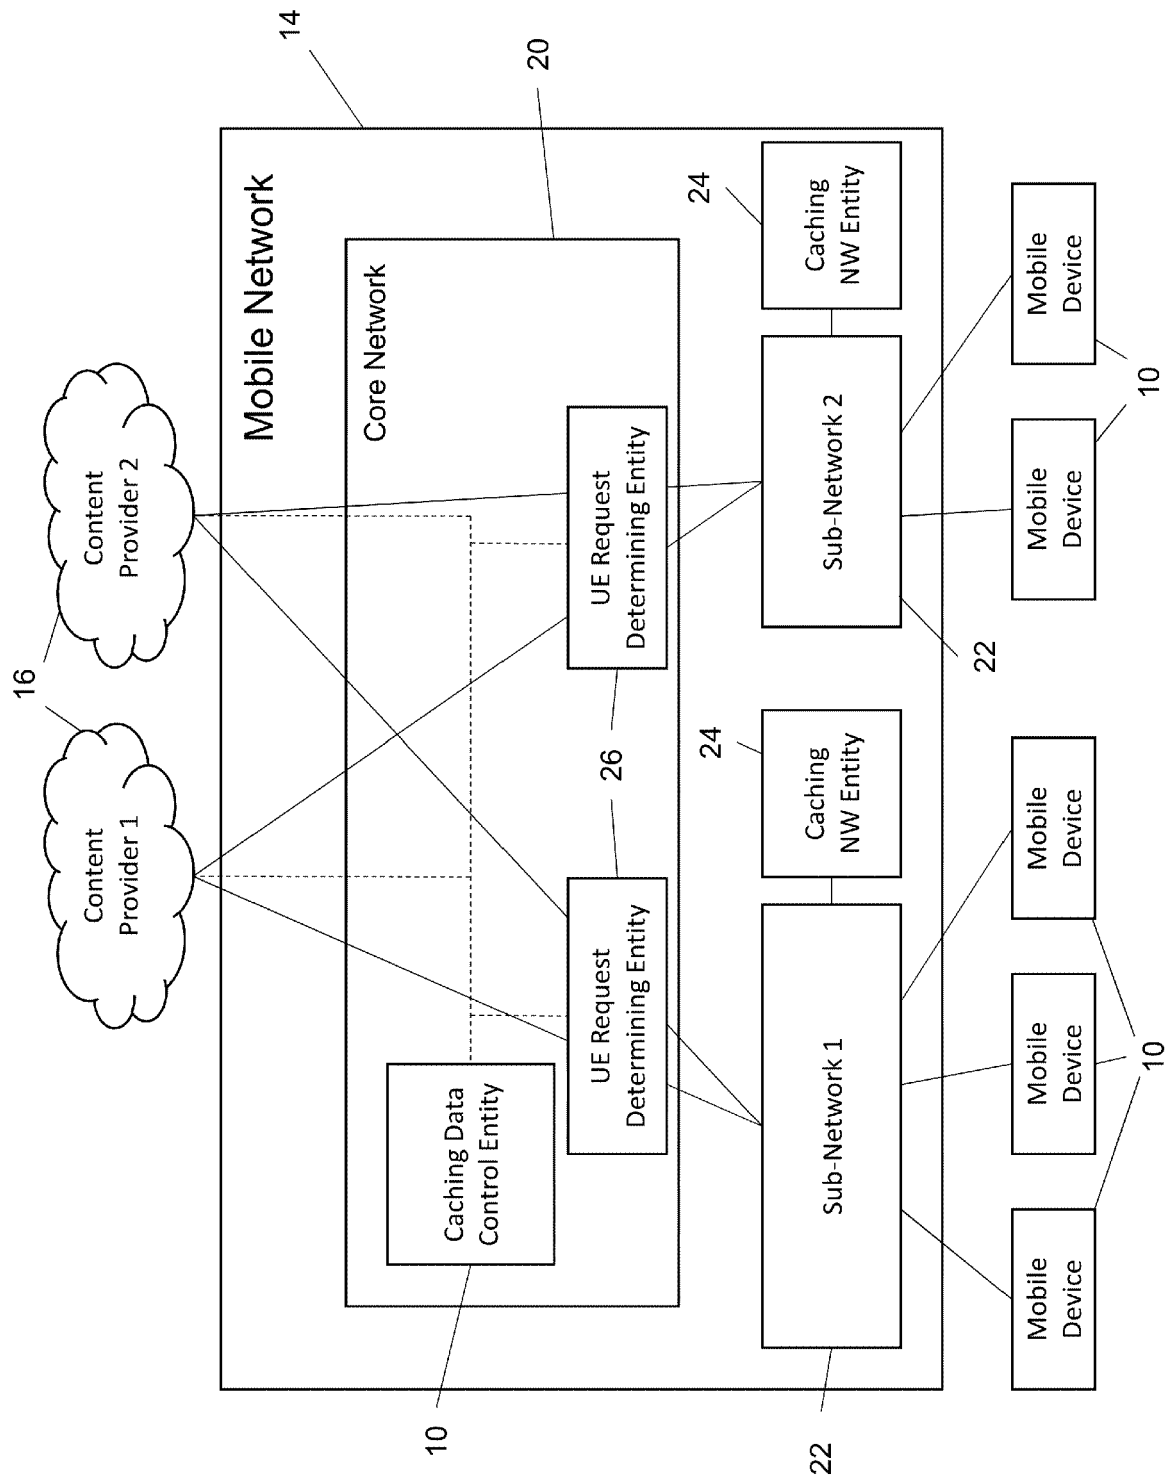 16
Content
Provider 1
Content
Provider 2
14
Mobile Network
20
Core Network
10
Caching Data
Control Entity
UE Request
Determining Entity
26
UE Request
Determining Entity
22
Sub-Network 1
24
Caching
NW Entity
22
Sub-Network 2
24
Caching
NW Entity
Mobile
Device
Mobile
Device
Mobile
Device
10
Mobile
Device
Mobile
Device
10